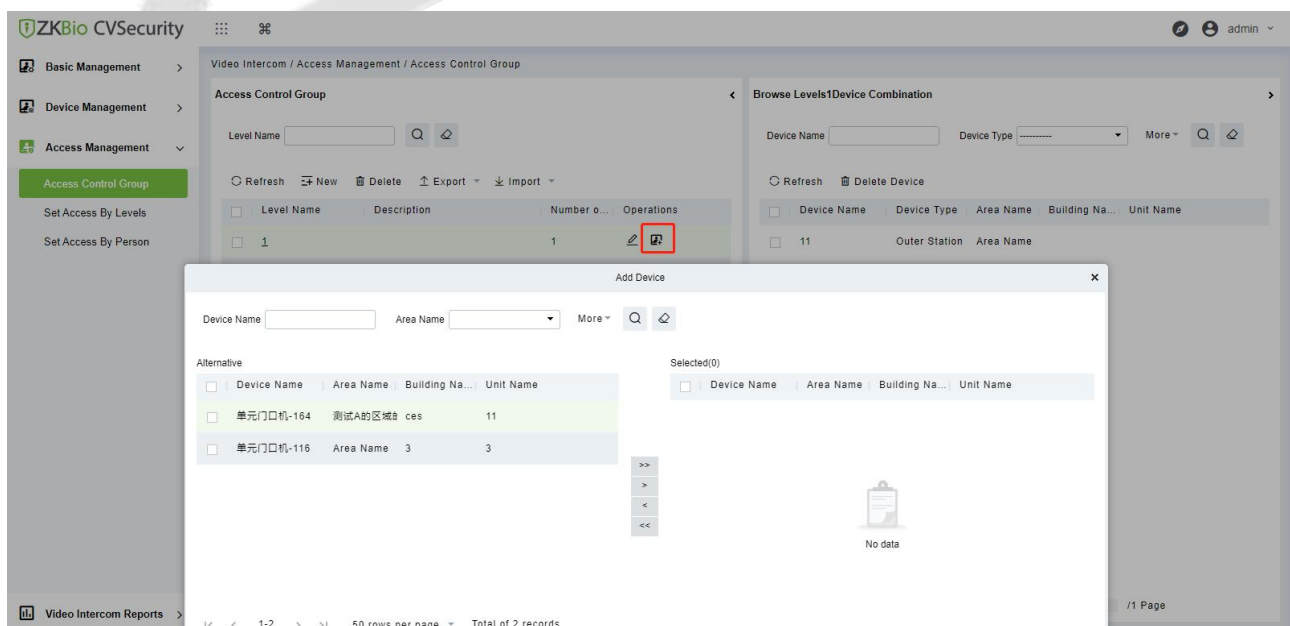 ZKBio CVSecurity
admin
Basic Management
Device Management
Access Management
Access Control Group
Set Access By Levels
Set Access By Person
Video Intercom Reports
Video Intercom / Access Management / Access Control Group
Access Control Group
Level Name
Refresh New Delete Export Import
Level Name Description Number o... Operations
1 1
Browse Levels1Device Combination
Device Name Device Type ---------- More
Refresh Delete Device
Device Name Device Type Area Name Building Na... Unit Name
11 Outer Station Area Name
Add Device
Device Name Area Name More
Alternative
Device Name Area Name Building Na... Unit Name
单元门口机-164 测试A的区域 ces 11
单元门口机-116 Area Name 3 3
>>
>
<
<<
Selected(0)
Device Name Area Name Building Na... Unit Name
No data
1-2 50 rows per page Total of 2 records
/1 Page